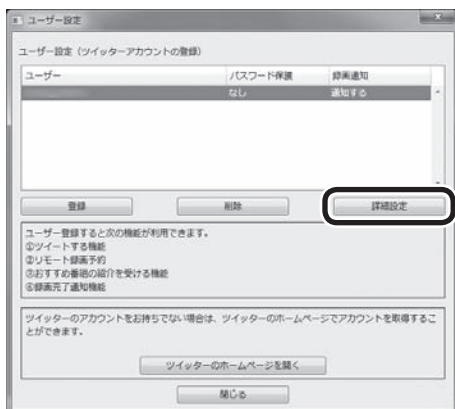 ユーザー設定
ユーザー設定（ツイッターアカウントの登録）
ユーザー パスワード保護 録画通知
なし 通知する
登録 削除 詳細設定
ユーザー登録すると次の機能が利用できます。
①ツイートする機能
②リモート録画予約
③おすすめ番組の紹介を受ける機能
④録画完了通知機能
ツイッターのアカウントをお持ちでない場合は、ツイッターのホームページでアカウントを取得するこ
とができます。
ツイッターのホームページを開く
閉じる